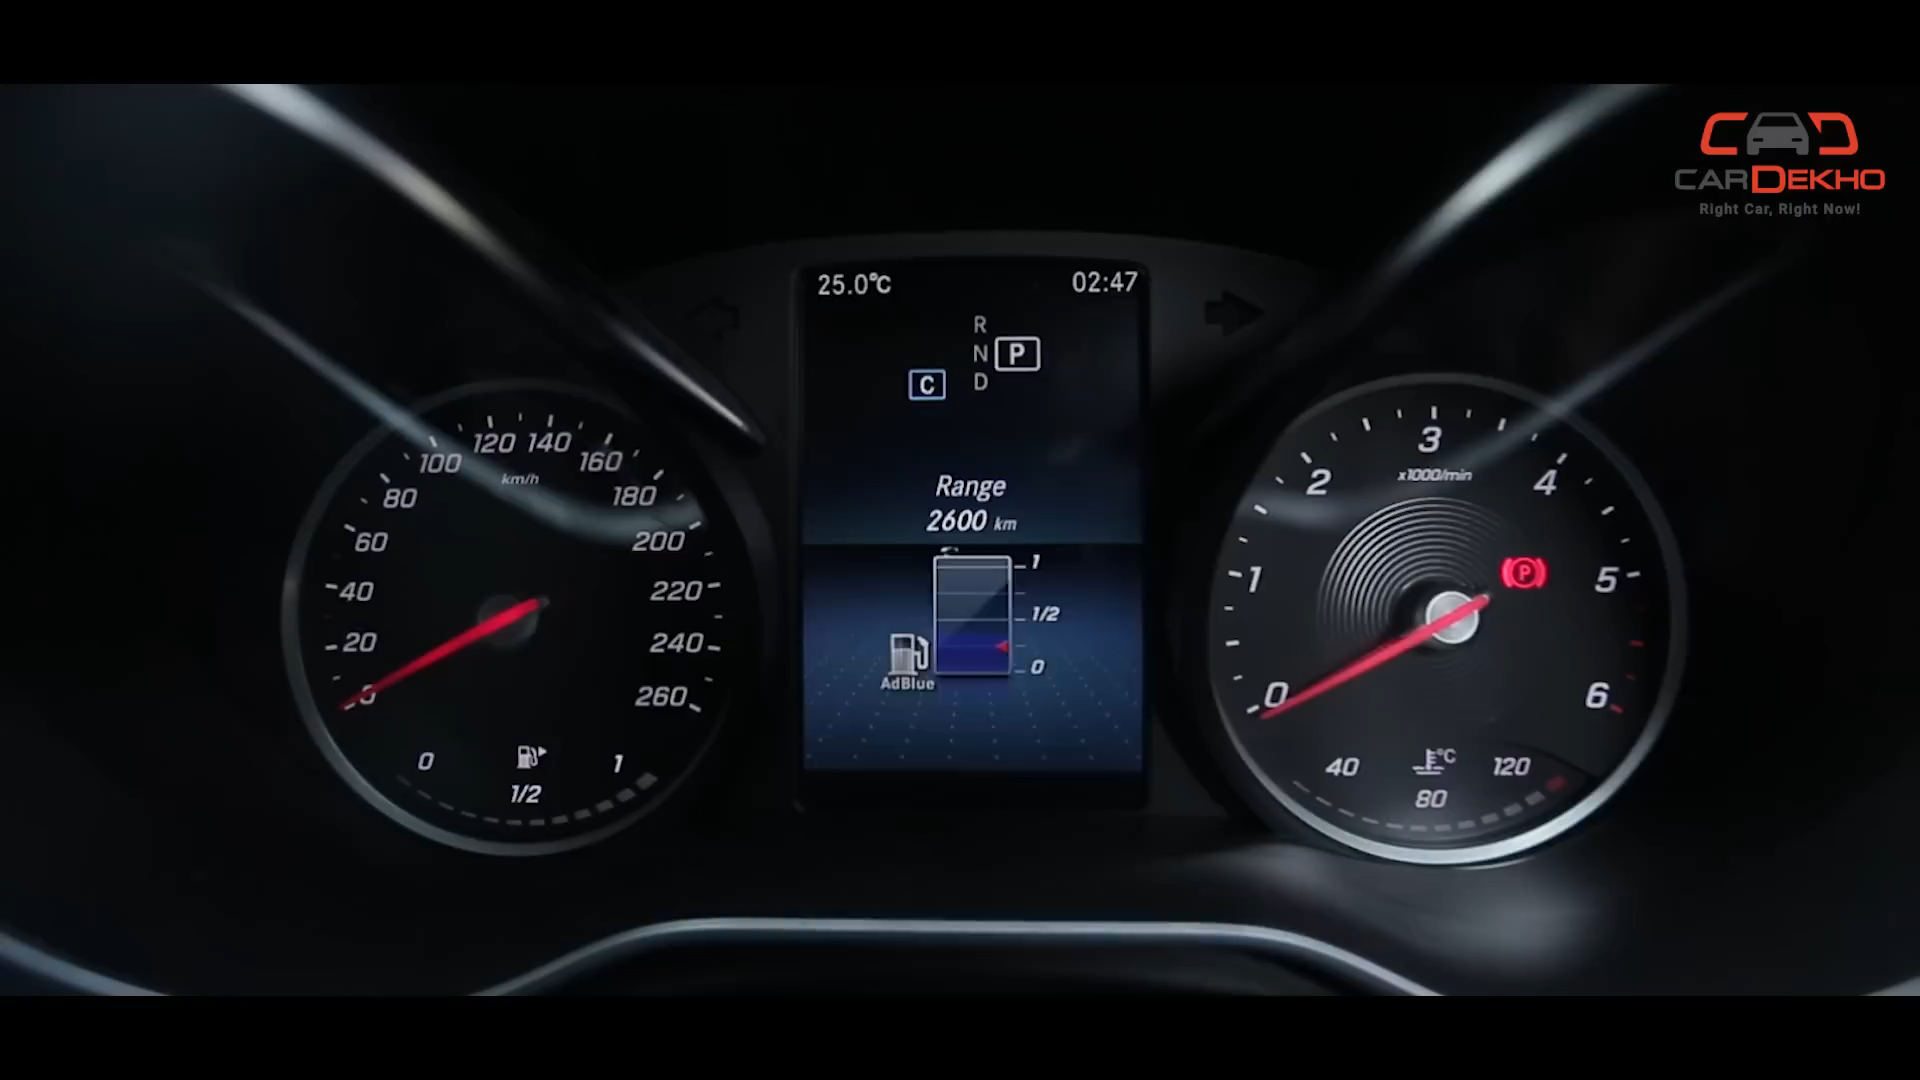 CARDEKHO
Right Car, Right Now!
25.0°C 02:47
R
N P
C D
Range
2600 km
1
1/2
0
AdBlue
0 20 40 60 80 100 120 140 160 180 200 220 240 260
km/h
0 1
1/2
0 1 2 3 4 5 6
x1000/min
P
40 °C 120
80